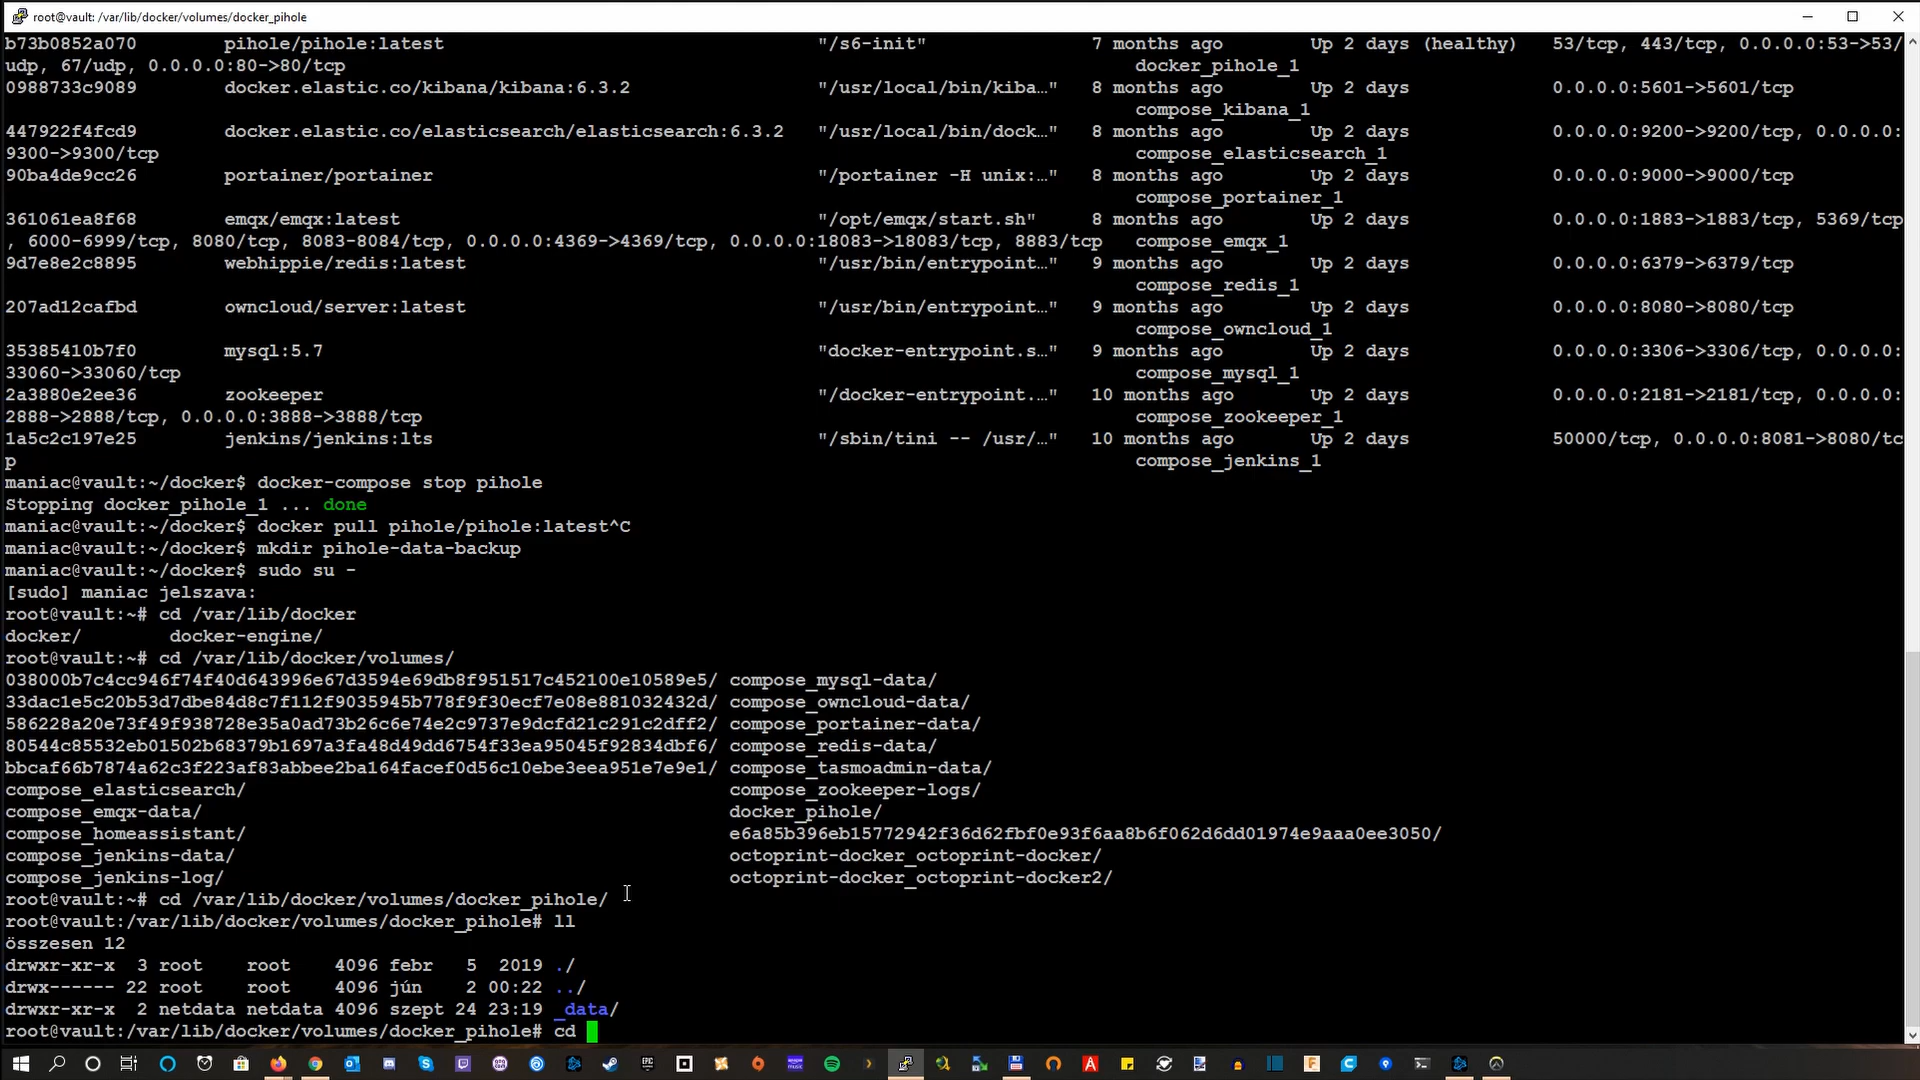 root@vault: /var/lib/docker/volumes/docker_pihole
b73b0852a070        pihole/pihole:latest                                  "/s6-init"               7 months ago        Up 2 days (healthy)   53/tcp, 443/tcp, 0.0.0.0:53->53/
udp, 67/udp, 0.0.0.0:80->80/tcp                                                                        docker_pihole_1
0988733c9089        docker.elastic.co/kibana/kibana:6.3.2                 "/usr/local/bin/kiba…"   8 months ago        Up 2 days             0.0.0.0:5601->5601/tcp
                                                                                                       compose_kibana_1
447922f4fcd9        docker.elastic.co/elasticsearch/elasticsearch:6.3.2   "/usr/local/bin/dock…"   8 months ago        Up 2 days             0.0.0.0:9200->9200/tcp, 0.0.0.0:
9300->9300/tcp                                                                                         compose_elasticsearch_1
90ba4de9cc26        portainer/portainer                                   "/portainer -H unix:…"   8 months ago        Up 2 days             0.0.0.0:9000->9000/tcp
                                                                                                       compose_portainer_1
361061ea8f68        emqx/emqx:latest                                      "/opt/emqx/start.sh"     8 months ago        Up 2 days             0.0.0.0:1883->1883/tcp, 5369/tcp
, 6000-6999/tcp, 8080/tcp, 8083-8084/tcp, 0.0.0.0:4369->4369/tcp, 0.0.0.0:18083->18083/tcp, 8883/tcp   compose_emqx_1
9d7e8e2c8895        webhippie/redis:latest                                "/usr/bin/entrypoint…"   9 months ago        Up 2 days             0.0.0.0:6379->6379/tcp
                                                                                                       compose_redis_1
207ad12cafbd        owncloud/server:latest                                "/usr/bin/entrypoint…"   9 months ago        Up 2 days             0.0.0.0:8080->8080/tcp
                                                                                                       compose_owncloud_1
35385410b7f0        mysql:5.7                                             "docker-entrypoint.s…"   9 months ago        Up 2 days             0.0.0.0:3306->3306/tcp, 0.0.0.0:
33060->33060/tcp                                                                                       compose_mysql_1
2a3880e2ee36        zookeeper                                             "/docker-entrypoint.…"   10 months ago       Up 2 days             0.0.0.0:2181->2181/tcp, 0.0.0.0:
2888->2888/tcp, 0.0.0.0:3888->3888/tcp                                                                 compose_zookeeper_1
1a5c2c197e25        jenkins/jenkins:lts                                   "/sbin/tini -- /usr/…"   10 months ago       Up 2 days             50000/tcp, 0.0.0.0:8081->8080/tc
p                                                                                                      compose_jenkins_1
maniac@vault:~/docker$ docker-compose stop pihole
Stopping docker_pihole_1 ... done
maniac@vault:~/docker$ docker pull pihole/pihole:latest^C
maniac@vault:~/docker$ mkdir pihole-data-backup
maniac@vault:~/docker$ sudo su -
[sudo] maniac jelszava:
root@vault:~# cd /var/lib/docker
docker/        docker-engine/
root@vault:~# cd /var/lib/docker/volumes/
038000b7c4cc946f74f40d643996e67d3594e69db8f951517c452100e10589e5/ compose_mysql-data/
33dac1e5c20b53d7dbe84d8c7f112f9035945b778f9f30ecf7e08e881032432d/ compose_owncloud-data/
586228a20e73f49f938728e35a0ad73b26c6e74e2c9737e9dcfd21c291c2dff2/ compose_portainer-data/
80544c85532eb01502b68379b1697a3fa48d49dd6754f33ea95045f92834dbf6/ compose_redis-data/
bbcaf66b7874a62c3f223af83abbee2ba164facef0d56c10ebe3eea951e7e9e1/ compose_tasmoadmin-data/
compose_elasticsearch/                                            compose_zookeeper-logs/
compose_emqx-data/                                                docker_pihole/
compose_homeassistant/                                            e6a85b396eb15772942f36d62fbf0e93f6aa8b6f062d6dd01974e9aaa0ee3050/
compose_jenkins-data/                                             octoprint-docker_octoprint-docker/
compose_jenkins-log/                                              octoprint-docker_octoprint-docker2/
root@vault:~# cd /var/lib/docker/volumes/docker_pihole/
root@vault:/var/lib/docker/volumes/docker_pihole# ll
összesen 12
drwxr-xr-x  3 root    root    4096 febr   5  2019 ./
drwx------ 22 root    root    4096 jún    2 00:22 ../
drwxr-xr-x  2 netdata netdata 4096 szept 24 23:19 _data/
root@vault:/var/lib/docker/volumes/docker_pihole# cd